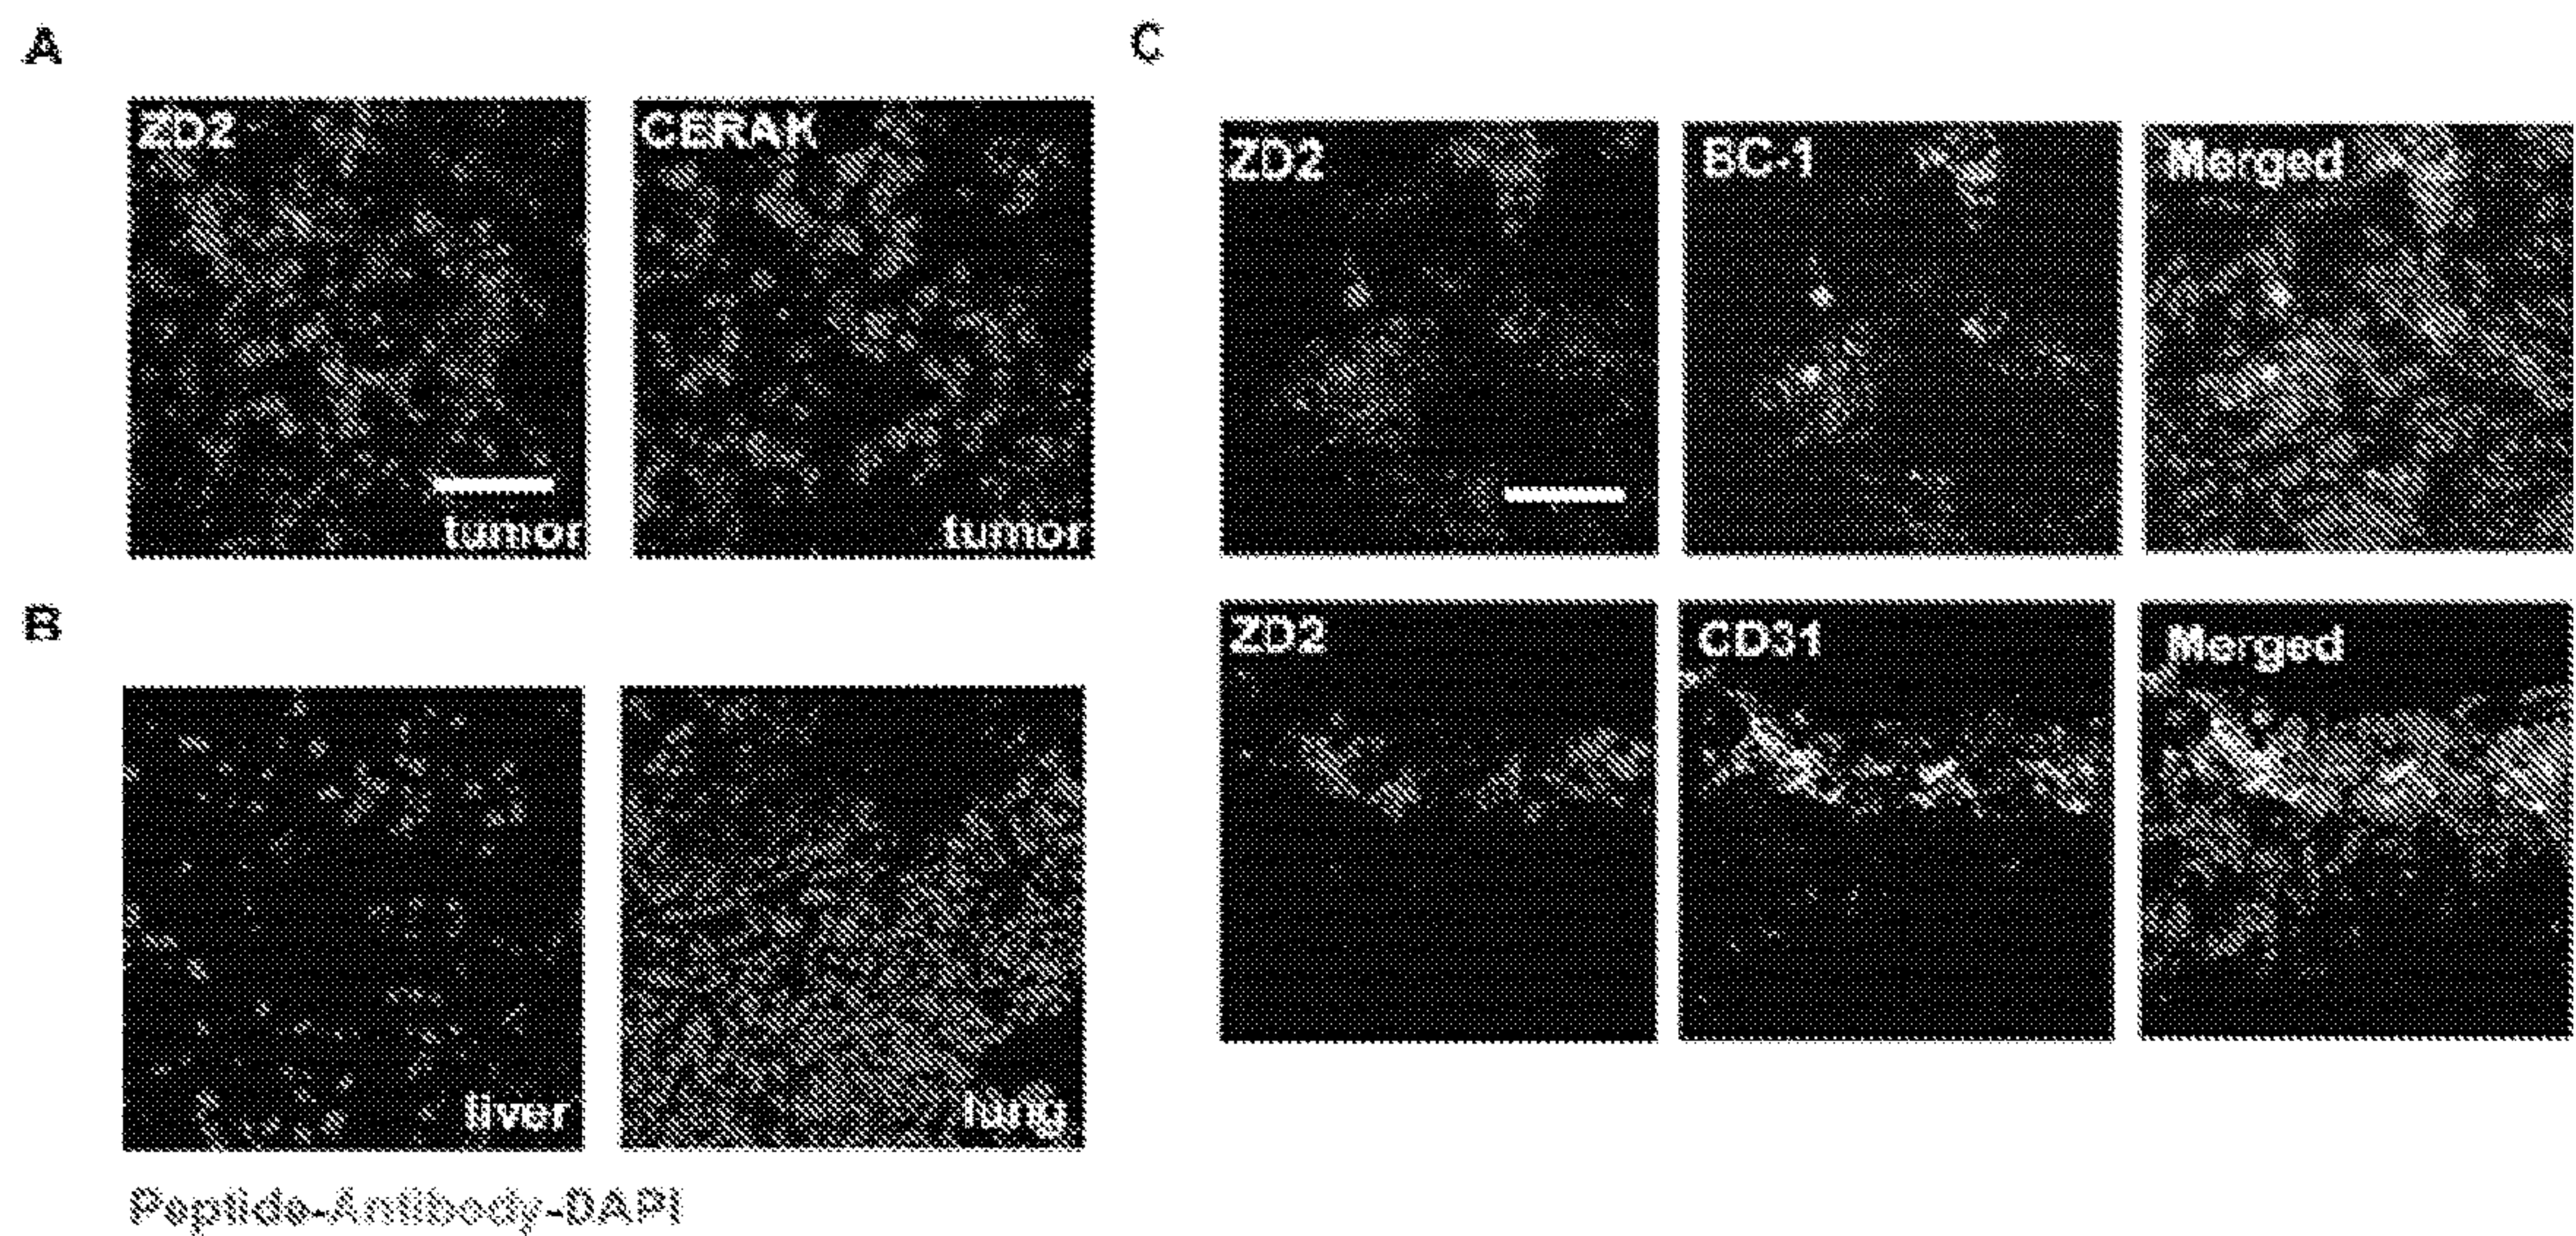 A
ZD2
tumor
CERAK
tumor
B
liver
lung
Peptide-Antibody-DAPI
C
ZD2
BC-1
Merged
ZD2
CD31
Merged